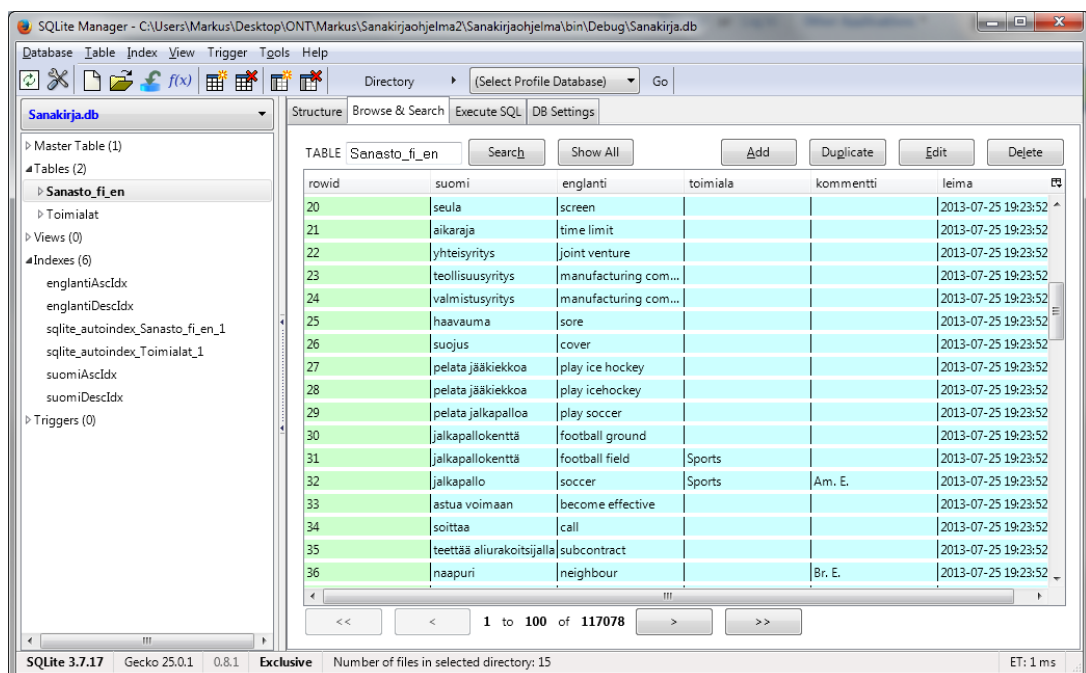 SQLite Manager - C:\Users\Markus\Desktop\ONT\Markus\Sanakirjaohjelma2\Sanakirjaohjelma\bin\Debug\Sanakirja.db
Database Table Index View Trigger Tools Help
f(x) Directory (Select Profile Database) Go
Sanakirja.db
Master Table (1)
Tables (2)
Sanasto_fi_en
Toimialat
Views (0)
Indexes (6)
englantiAscIdx
englantiDescIdx
sqlite_autoindex_Sanasto_fi_en_1
sqlite_autoindex_Toimialat_1
suomiAscIdx
suomiDescIdx
Triggers (0)
Structure Browse & Search Execute SQL DB Settings
TABLE Sanasto_fi_en Search Show All Add Duplicate Edit Delete
rowid suomi englanti toimiala kommentti leima
20 seula screen 2013-07-25 19:23:52
21 aikaraja time limit 2013-07-25 19:23:52
22 yhteisyritys joint venture 2013-07-25 19:23:52
23 teollisuusyritys manufacturing com... 2013-07-25 19:23:52
24 valmistusyritys manufacturing com... 2013-07-25 19:23:52
25 haavauma sore 2013-07-25 19:23:52
26 suojus cover 2013-07-25 19:23:52
27 pelata jääkiekkoa play ice hockey 2013-07-25 19:23:52
28 pelata jääkiekkoa play icehockey 2013-07-25 19:23:52
29 pelata jalkapalloa play soccer 2013-07-25 19:23:52
30 jalkapallokenttä football ground 2013-07-25 19:23:52
31 jalkapallokenttä football field Sports 2013-07-25 19:23:52
32 jalkapallo soccer Sports Am. E. 2013-07-25 19:23:52
33 astua voimaan become effective 2013-07-25 19:23:52
34 soittaa call 2013-07-25 19:23:52
35 teettää aliurakoitsijalla subcontract 2013-07-25 19:23:52
36 naapuri neighbour Br. E. 2013-07-25 19:23:52
<< < 1 to 100 of 117078 > >>
SQLite 3.7.17 Gecko 25.0.1 0.8.1 Exclusive Number of files in selected directory: 15 ET: 1 ms